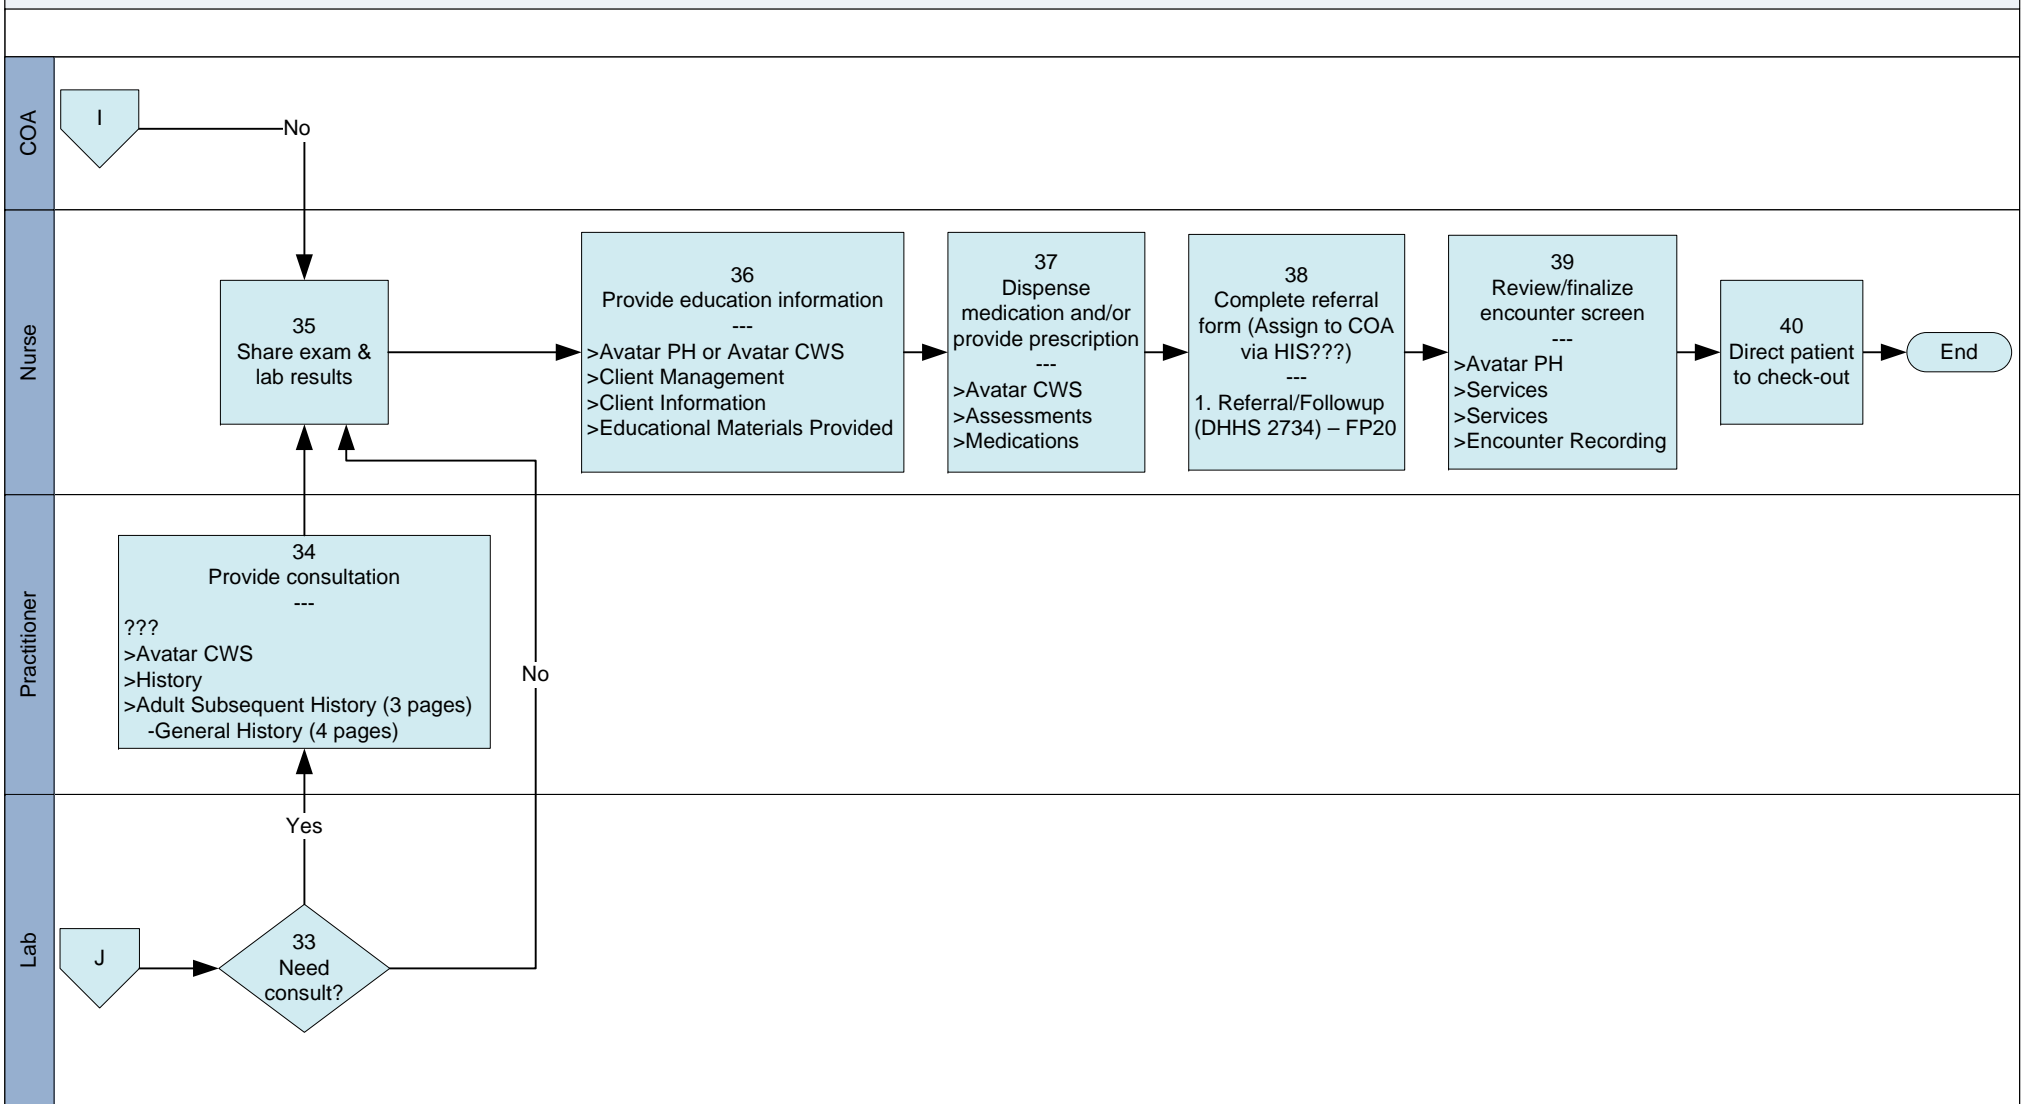 COA
I
No
Nurse
35
Share exam &
lab results
36
Provide education information
---
>Avatar PH or Avatar CWS
>Client Management
>Client Information
>Educational Materials Provided
37
Dispense
medication and/or
provide prescription
---
>Avatar CWS
>Assessments
>Medications
38
Complete referral
form (Assign to COA
via HIS???)
---
1. Referral/Followup
(DHHS 2734) – FP20
39
Review/finalize
encounter screen
---
>Avatar PH
>Services
>Services
>Encounter Recording
40
Direct patient
to check-out
End
Practitioner
34
Provide consultation
---
???
>Avatar CWS
>History
>Adult Subsequent History (3 pages)
-General History (4 pages)
No
Lab
Yes
J
33
Need
consult?